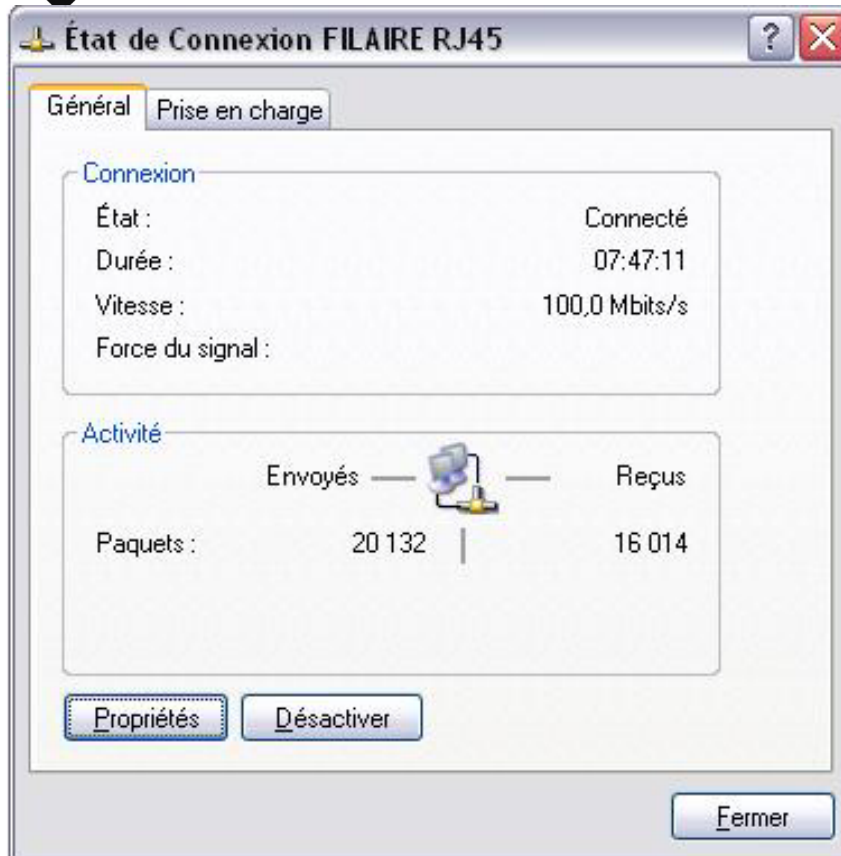 État de Connexion FILAIRE RJ45
Général Prise en charge
Connexion
État : Connecté
Durée : 07:47:11
Vitesse : 100,0 Mbits/s
Force du signal :
Activité
Envoyés Reçus
Paquets : 20 132 16 014
Propriétés Désactiver
Fermer